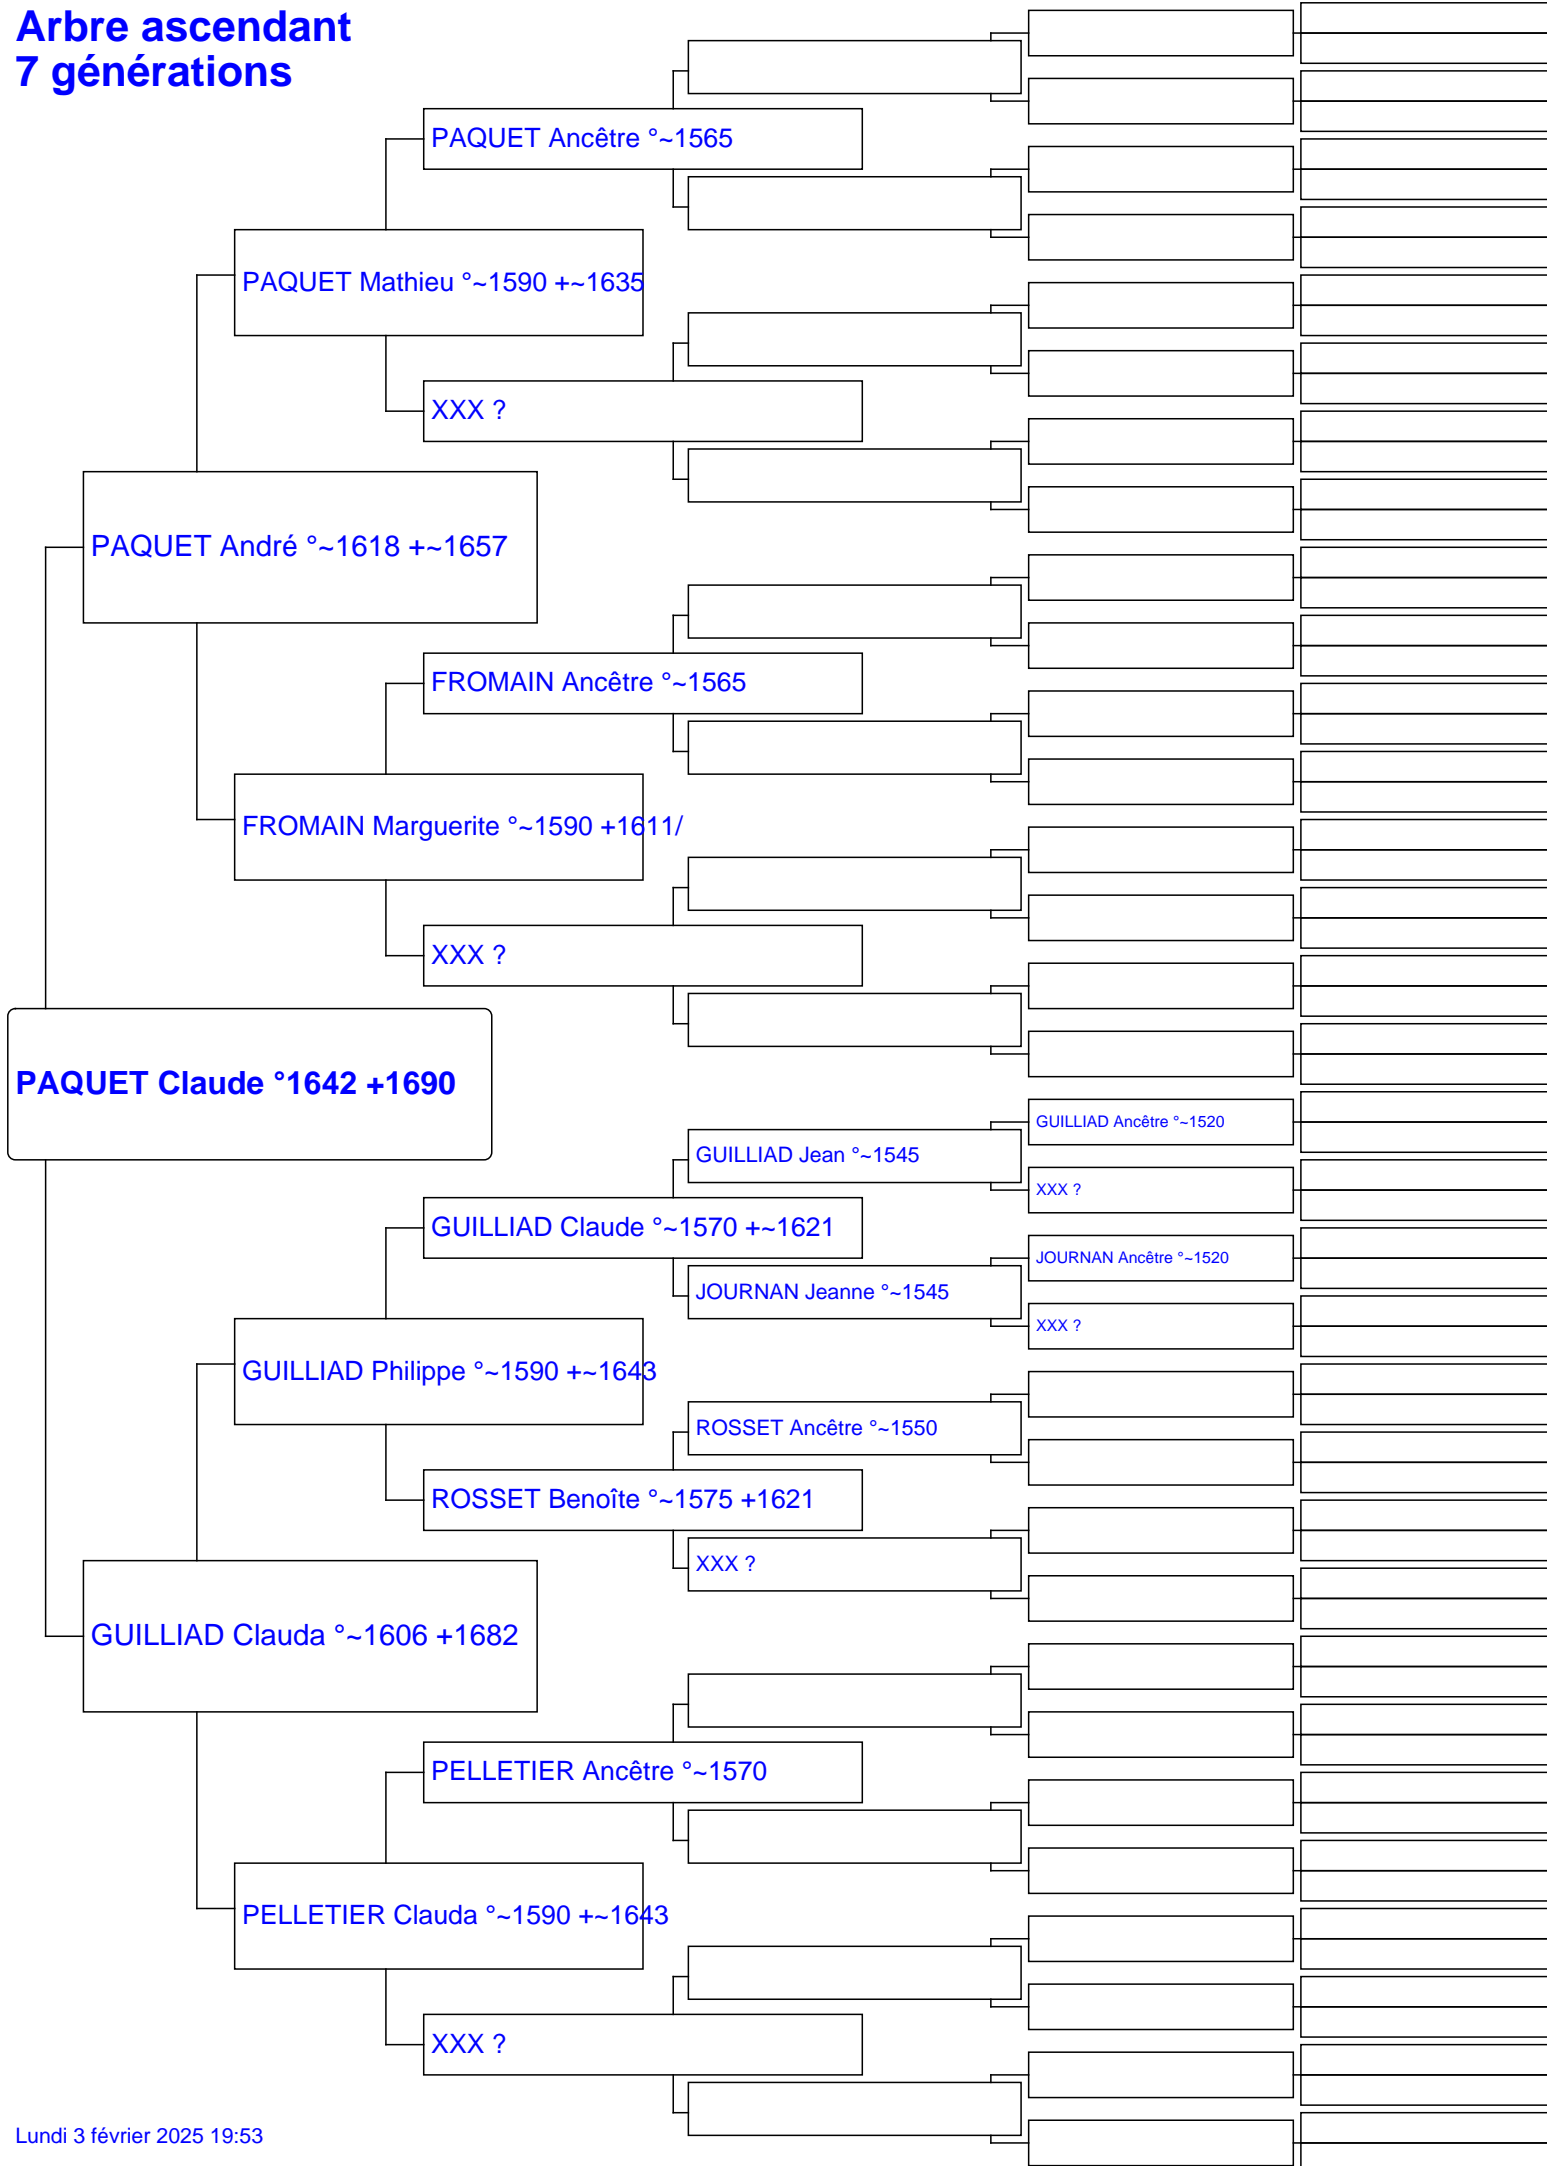 Arbre ascendant
7 générations
PAQUET Ancêtre °~1565
PAQUET Mathieu °~1590 +~1635
XXX ?
PAQUET André °~1618 +~1657
FROMAIN Ancêtre °~1565
FROMAIN Marguerite °~1590 +1611/
XXX ?
PAQUET Claude °1642 +1690
GUILLIAD Ancêtre °~1520
GUILLIAD Jean °~1545
XXX ?
GUILLIAD Claude °~1570 +~1621
JOURNAN Ancêtre °~1520
JOURNAN Jeanne °~1545
XXX ?
GUILLIAD Philippe °~1590 +~1643
ROSSET Ancêtre °~1550
ROSSET Benoîte °~1575 +1621
XXX ?
GUILLIAD Clauda °~1606 +1682
PELLETIER Ancêtre °~1570
PELLETIER Clauda °~1590 +~1643
XXX ?
Lundi 3 février 2025 19:53